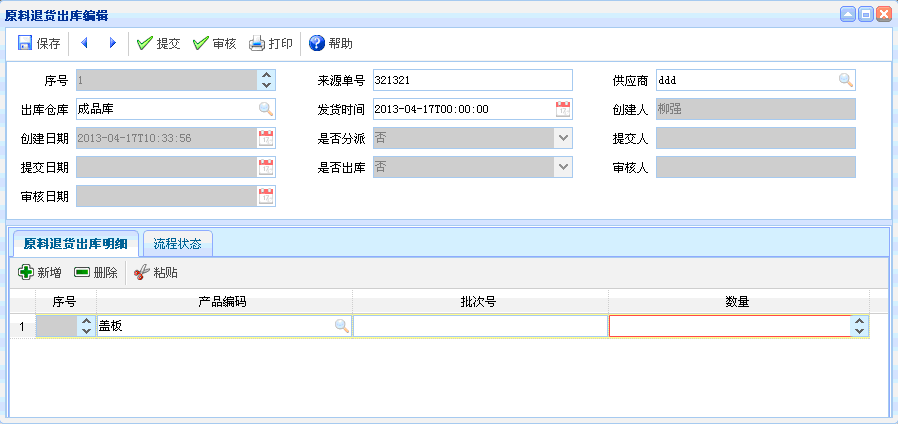 原料退货出库编辑
保存 提交 审核 打印 帮助
序号 1 来源单号 321321 供应商 ddd
出库仓库 成品库 发货时间 2013-04-17T00:00:00 创建人 柳强
创建日期 2013-04-17T10:33:56 是否分派 否 提交人
提交日期 是否出库 否 审核人
审核日期
原料退货出库明细 流程状态
新增 删除 粘贴
序号 产品编码 批次号 数量
1 盖板